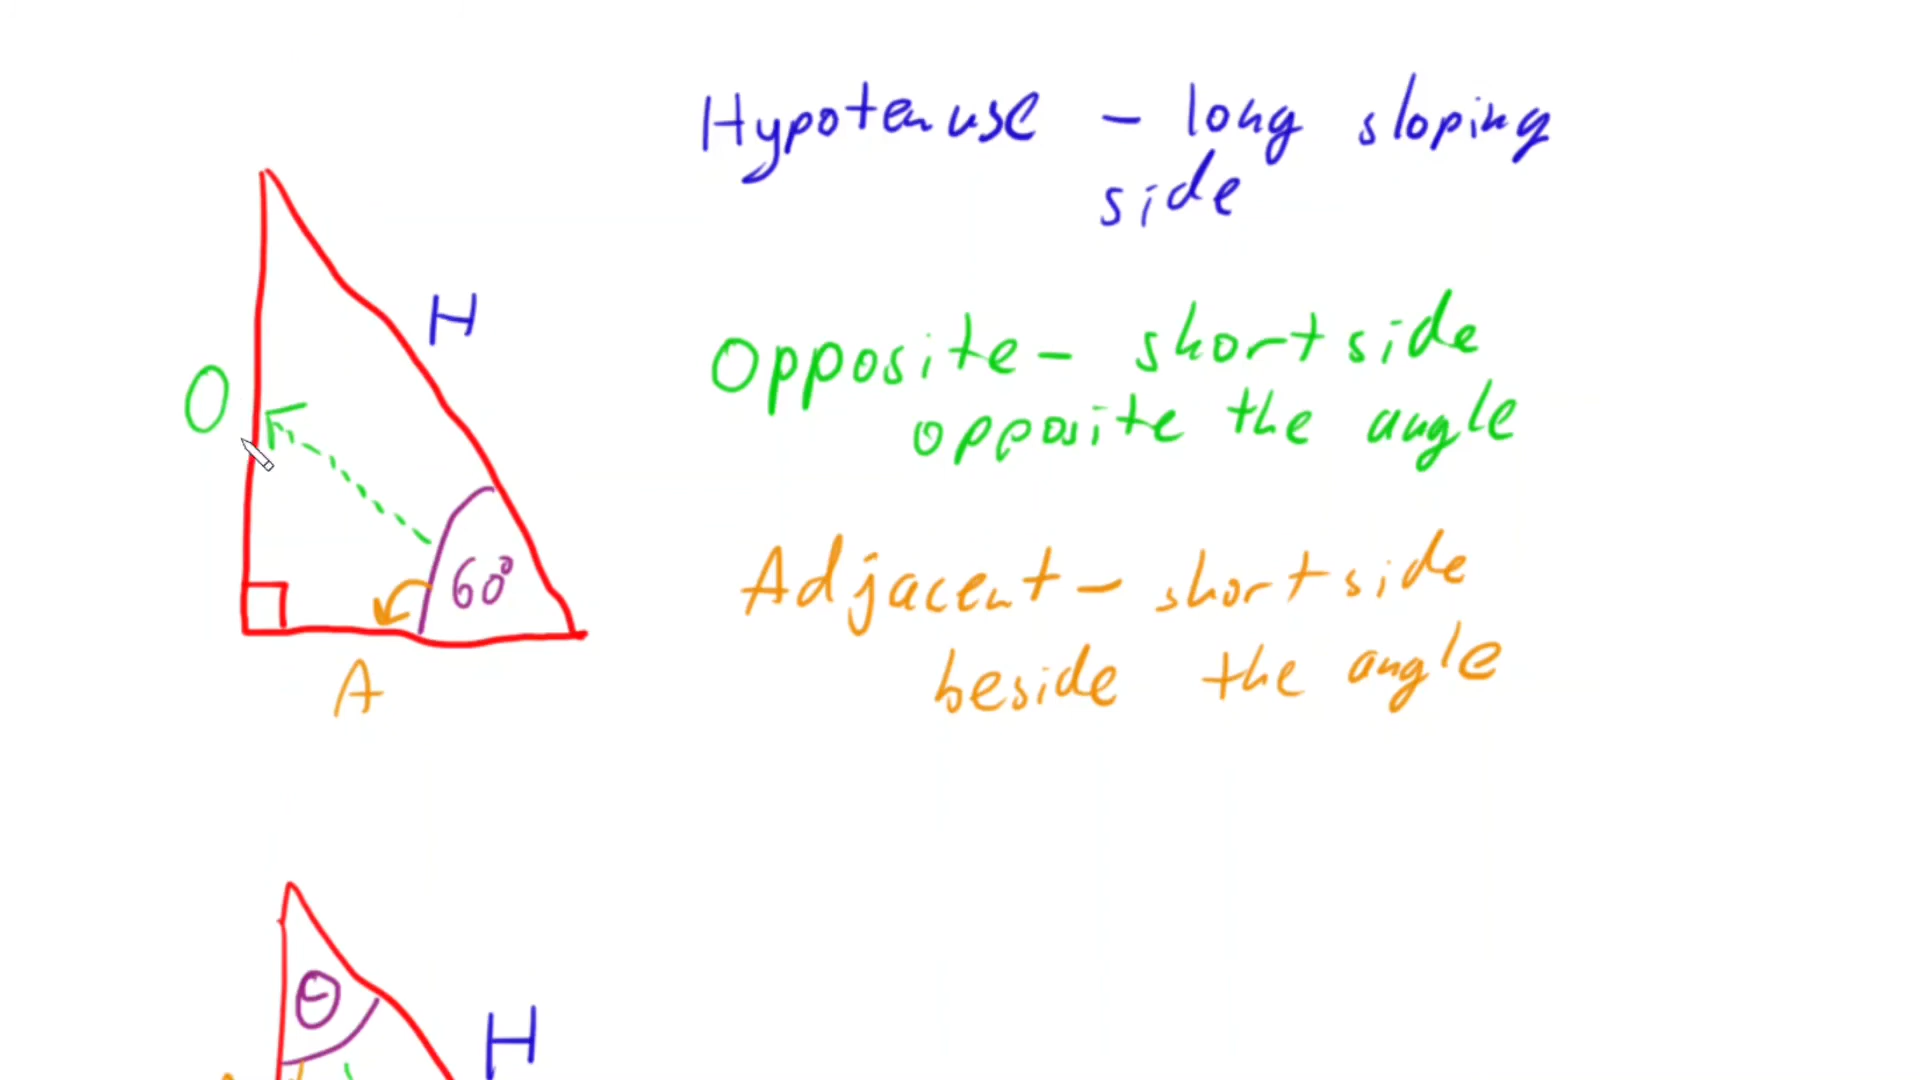 Hypotenuse – long sloping
side
H
O
Opposite – short side
opposite the angle
60°
Adjacent – short side
beside the angle
A
θ
H